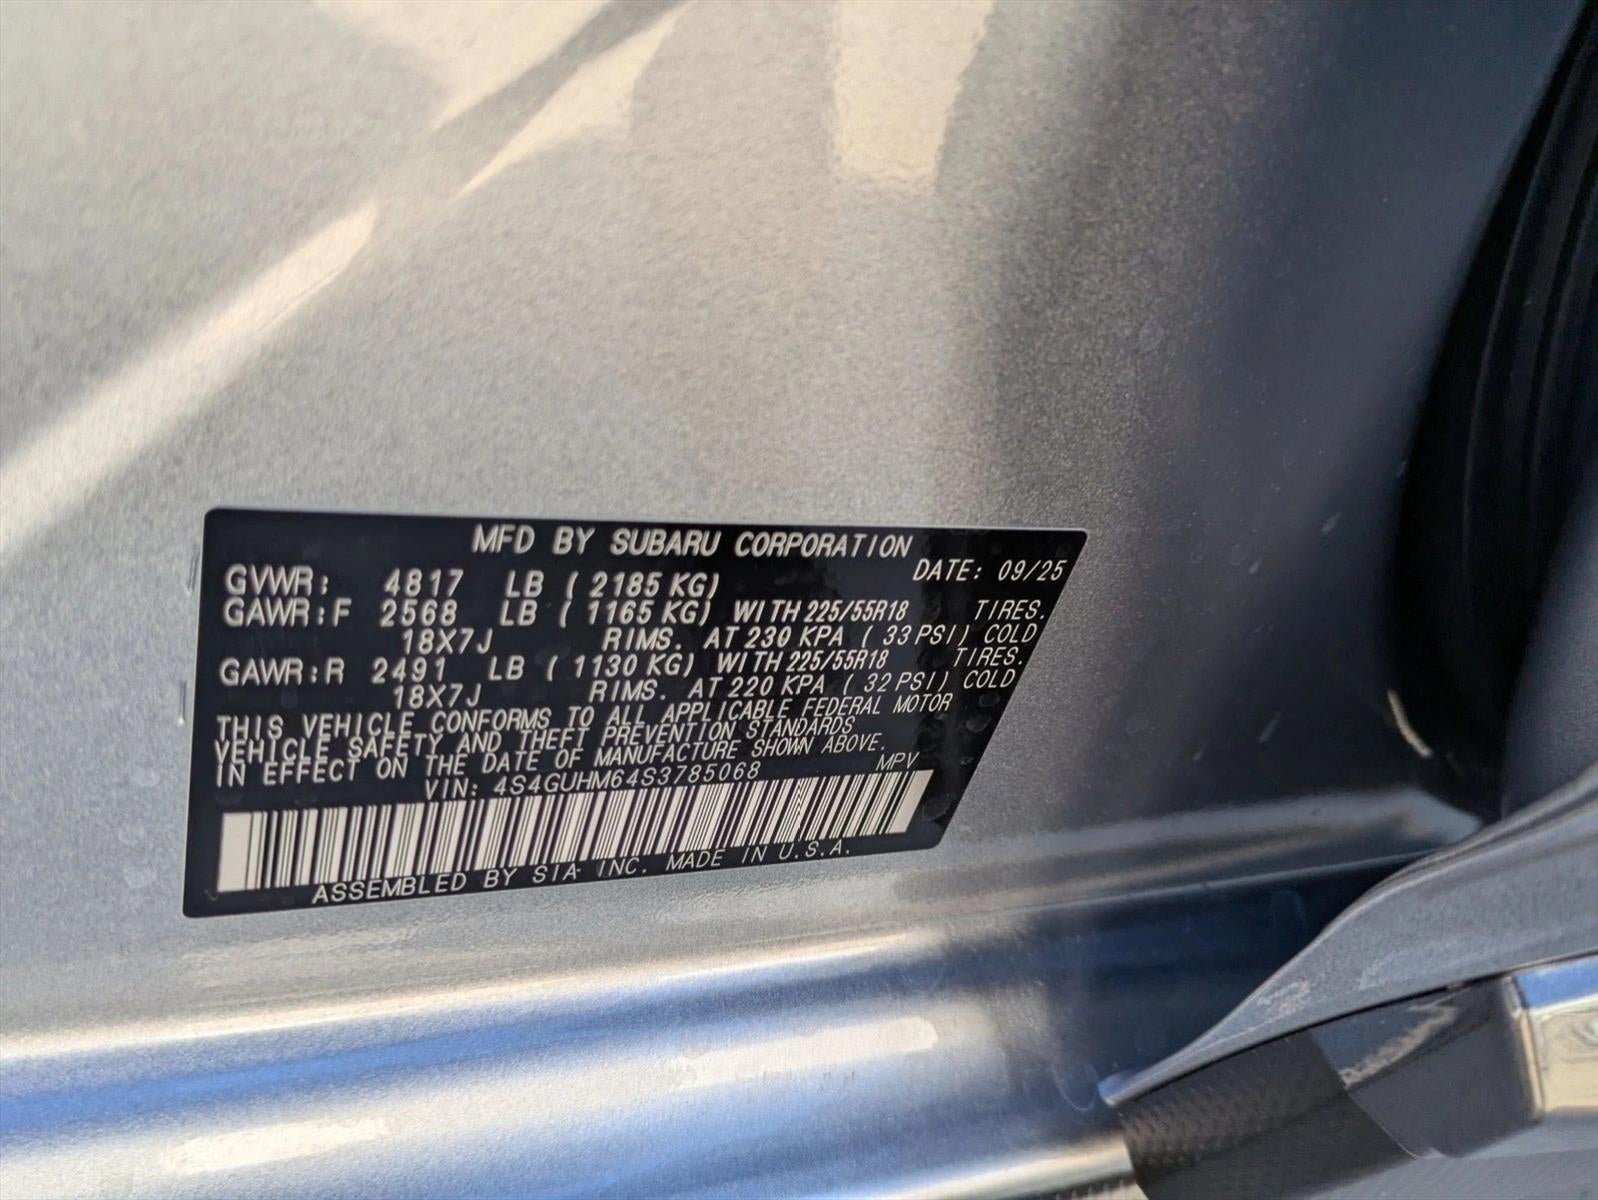 MFD BY SUBARU CORPORATION
DATE: 09/25
GVWR: 4817 LB ( 2185 KG)
GAWR:F 2568 LB ( 1165 KG) WITH 225/55R18 TIRES.
18X7J RIMS. AT 230 KPA ( 33 PSI) COLD
GAWR:R 2491 LB ( 1130 KG) WITH 225/55R18 TIRES.
18X7J RIMS. AT 220 KPA ( 32 PSI) COLD
THIS VEHICLE CONFORMS TO ALL APPLICABLE FEDERAL MOTOR
VEHICLE SAFETY AND THEFT PREVENTION STANDARDS
IN EFFECT ON THE DATE OF MANUFACTURE SHOWN ABOVE.
VIN: 4S4GUHM64S3785068 MPV
ASSEMBLED BY SIA INC. MADE IN U.S.A.